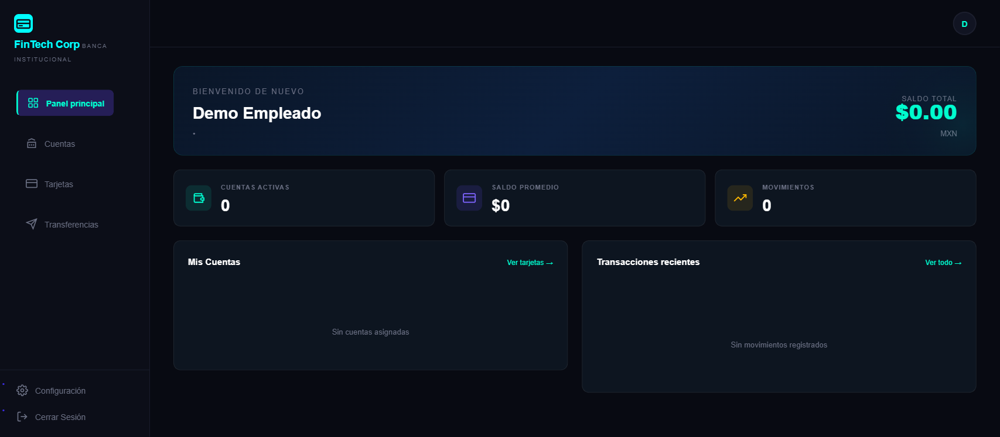 FinTech Corp BANCA
INSTITUCIONAL
Panel principal
Cuentas
Tarjetas
Transferencias
Configuración
Cerrar Sesión
D
BIENVENIDO DE NUEVO
Demo Empleado
•
SALDO TOTAL
$0.00
MXN
CUENTAS ACTIVAS
0
SALDO PROMEDIO
$0
MOVIMIENTOS
0
Mis Cuentas
Ver tarjetas →
Sin cuentas asignadas
Transacciones recientes
Ver todo →
Sin movimientos registrados